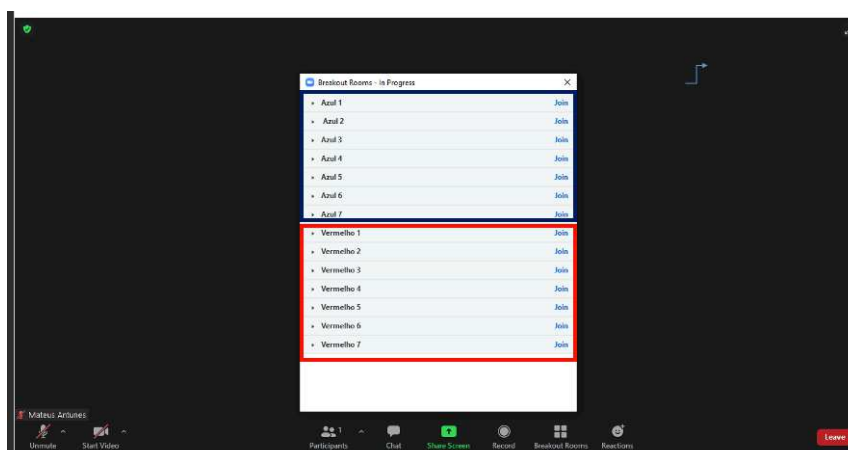 Breakout Rooms - In Progress
Azul 1 Join
Azul 2 Join
Azul 3 Join
Azul 4 Join
Azul 5 Join
Azul 6 Join
Azul 7 Join
Vermelho 1 Join
Vermelho 2 Join
Vermelho 3 Join
Vermelho 4 Join
Vermelho 5 Join
Vermelho 6 Join
Vermelho 7 Join
Mateus Antunes
1
Unmute Start Video Participants Chat Share Screen Record Breakout Rooms Reactions Leave